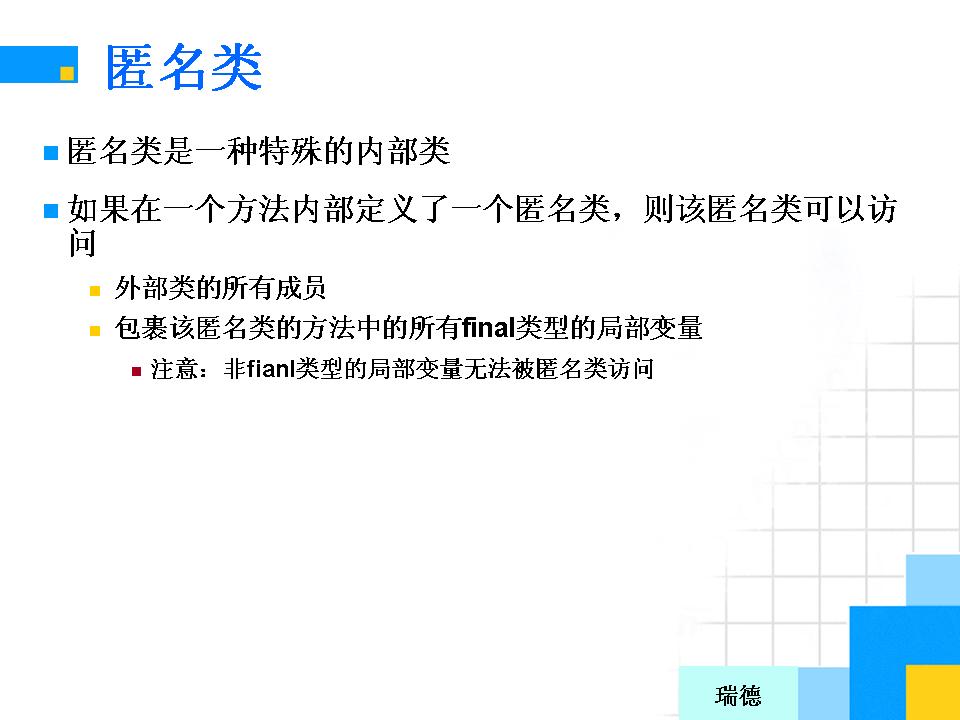 匿名类
匿名类是一种特殊的内部类
如果在一个方法内部定义了一个匿名类，则该匿名类可以访
问
外部类的所有成员
包裹该匿名类的方法中的所有final类型的局部变量
注意：非fianl类型的局部变量无法被匿名类访问
瑞德